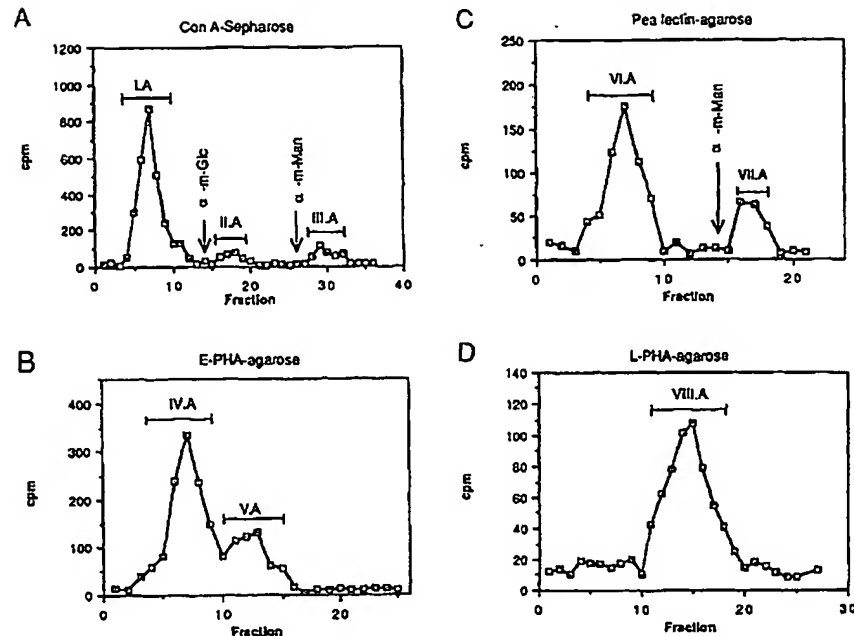 A
Con A-Sepharose
1200
1000
800
600
400
200
0
cpm
I.A
α -m-Glc
II.A
α -m-Man
III.A
0 10 20 30 40
Fraction
B
E-PHA-agarose
400
300
200
100
0
cpm
IV.A
V.A
0 10 20
Fraction
C
Pea lectin-agarose
250
200
150
100
50
0
cpm
VI.A
α -m-Man
VII.A
0 10 20
Fraction
D
L-PHA-agarose
140
120
100
80
60
40
20
0
cpm
VIII.A
0 10 20 30
Fraction